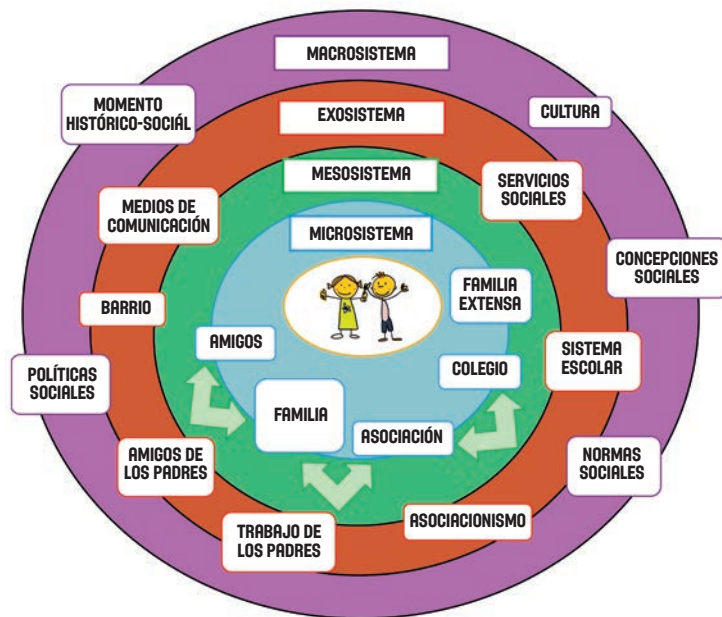 MACROSISTEMA
MOMENTO
HISTÓRICO-SOCIÁL
CULTURA
EXOSISTEMA
MESOSISTEMA
SERVICIOS
SOCIALES
MEDIOS DE
COMUNICACIÓN
MICROSISTEMA
CONCEPCIONES
SOCIALES
FAMILIA
EXTENSA
BARRIO
AMIGOS
SISTEMA
ESCOLAR
COLEGIO
POLÍTICAS
SOCIALES
FAMILIA
ASOCIACIÓN
AMIGOS DE
LOS PADRES
NORMAS
SOCIALES
TRABAJO DE
LOS PADRES
ASOCIACIONISMO